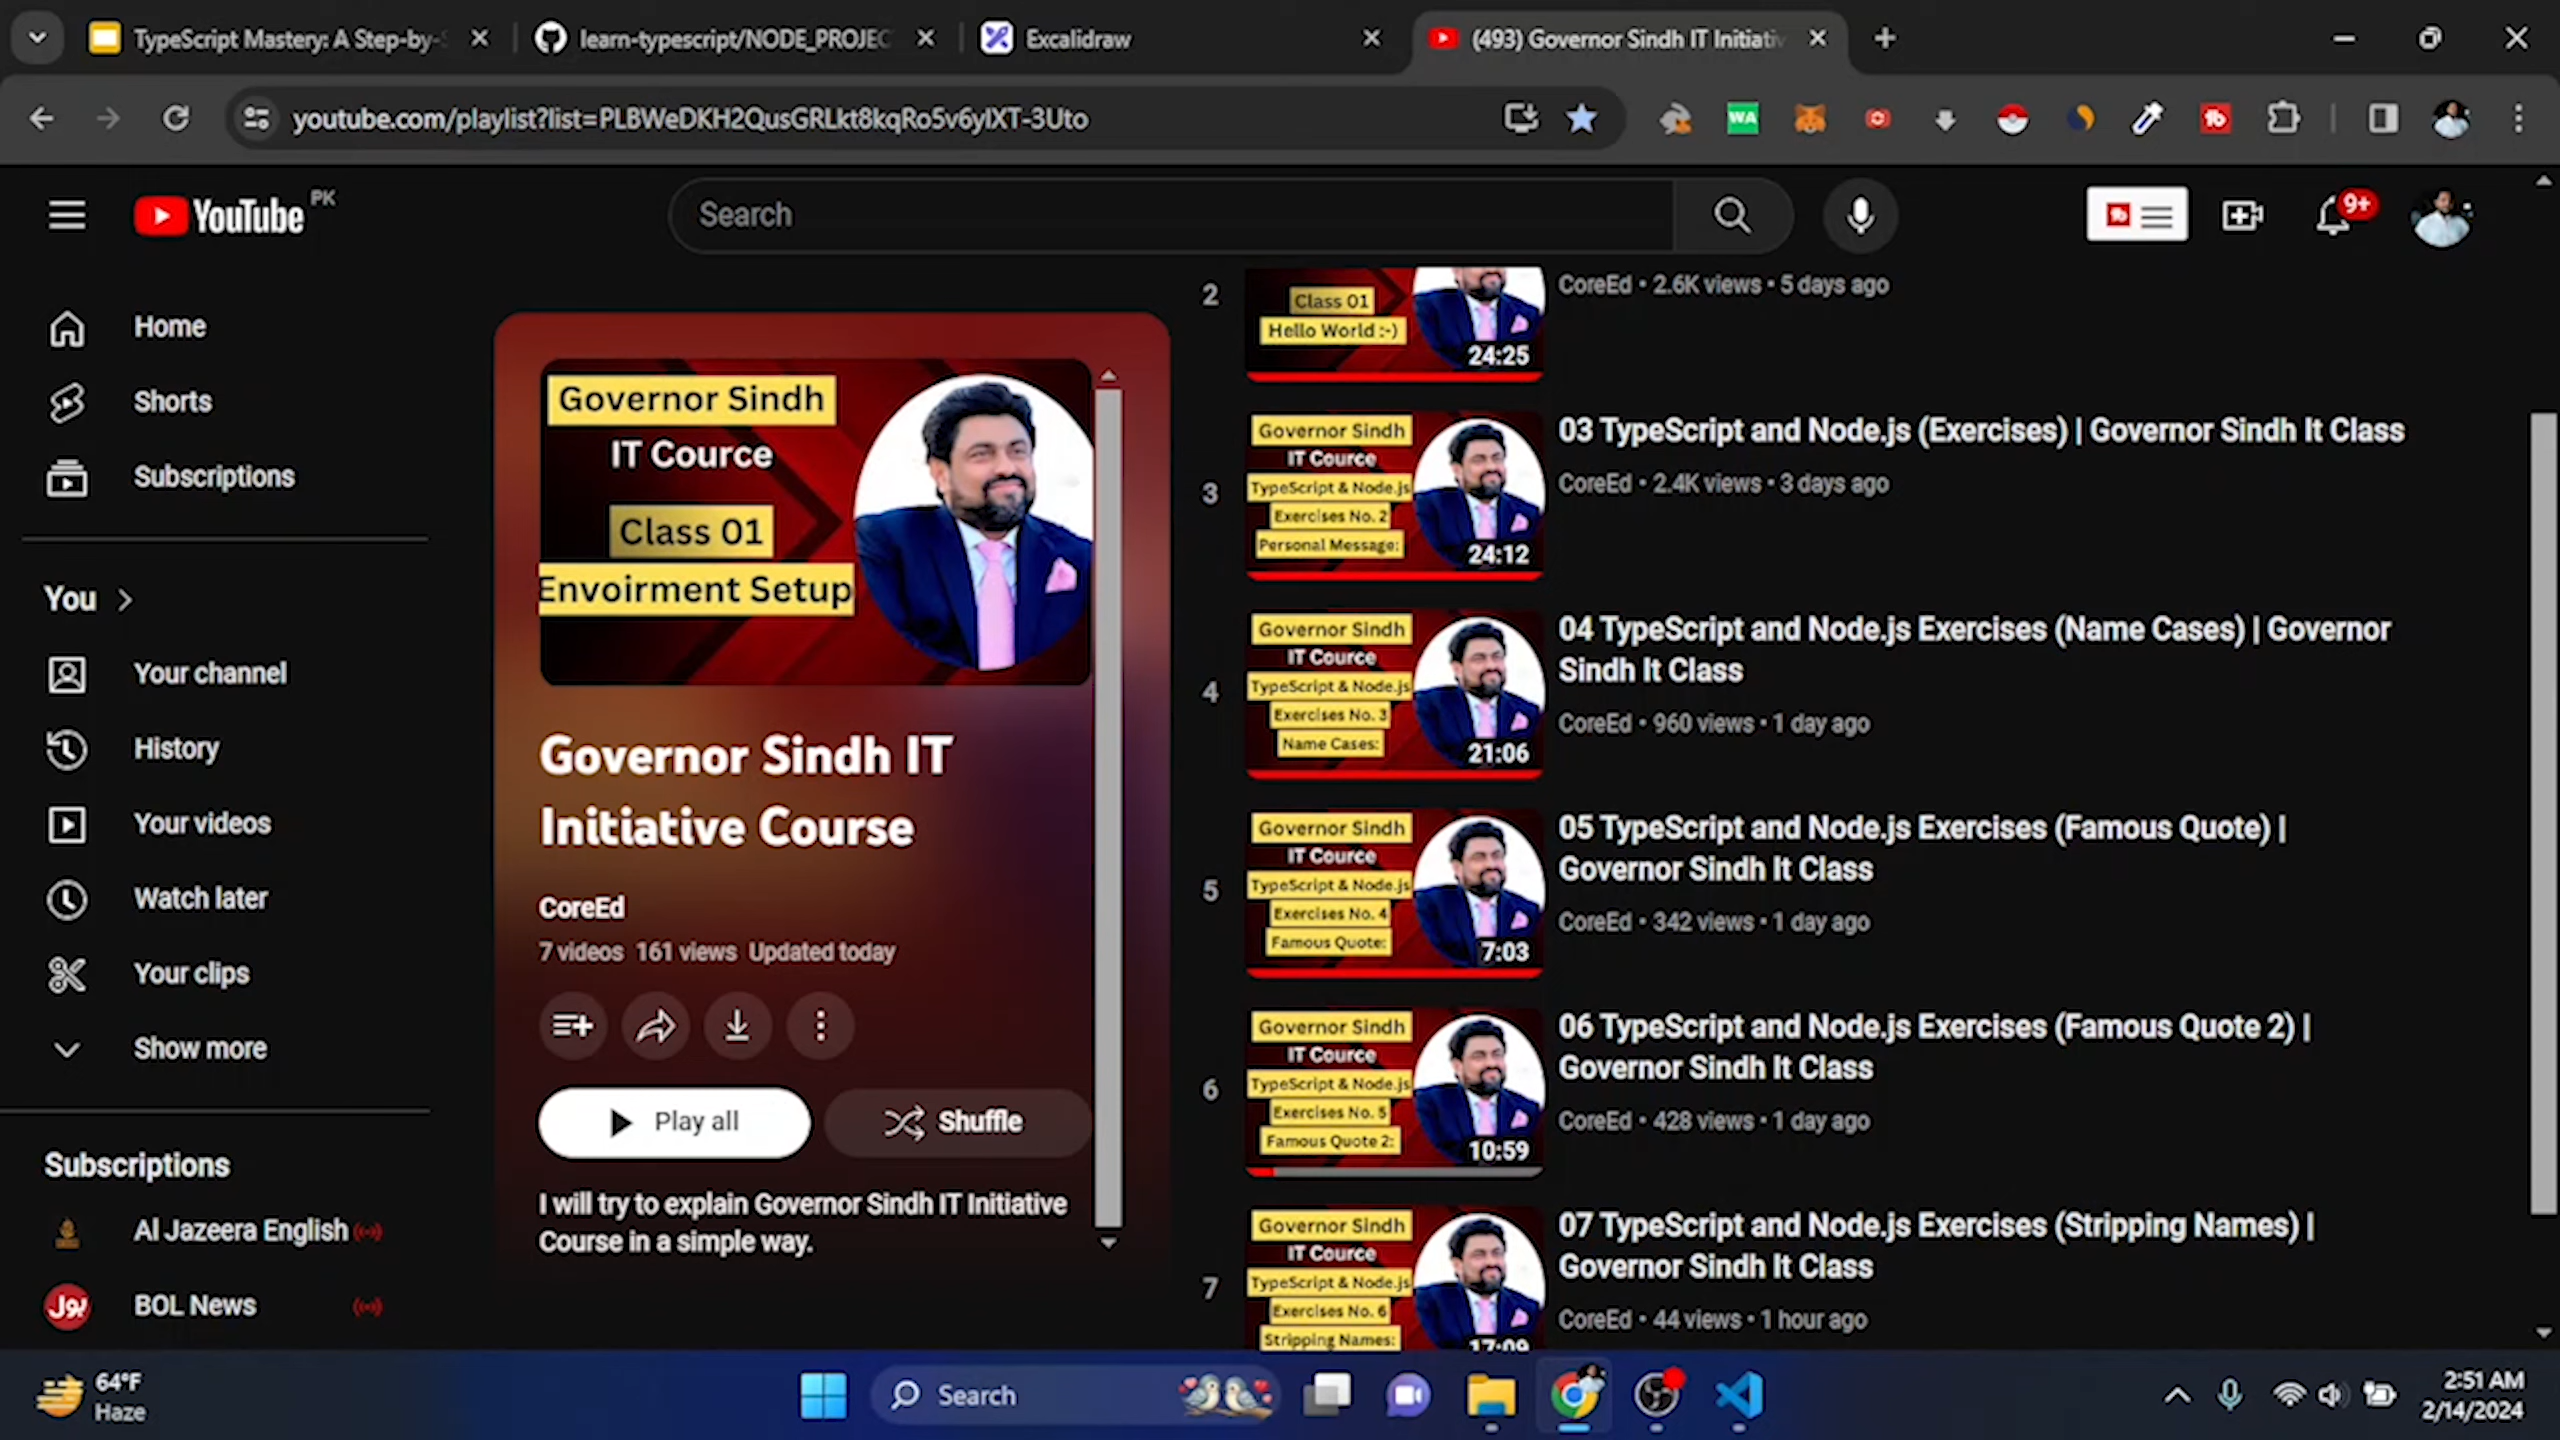 TypeScript Mastery: A Step-by-S
learn-typescript/NODE_PROJEC
Excalidraw
(493) Governor Sindh IT Initiativ
youtube.com/playlist?list=PLBWeDKH2QusGRLkt8kqRo5v6yIXT-3Uto
WA
YouTube PK
Search
9+
Home
Shorts
Subscriptions
You
Your channel
History
Your videos
Watch later
Your clips
Show more
Subscriptions
Al Jazeera English
BOL News
Governor Sindh
IT Cource
Class 01
Envoirment Setup
Governor Sindh IT
Initiative Course
CoreEd
7 videos 161 views Updated today
Play all
Shuffle
I will try to explain Governor Sindh IT Initiative
Course in a simple way.
2
Class 01
Hello World :-)
24:25
CoreEd • 2.6K views • 5 days ago
3
Governor Sindh
IT Cource
TypeScript & Node.js
Exercises No. 2
Personal Message:
24:12
03 TypeScript and Node.js (Exercises) | Governor Sindh It Class
CoreEd • 2.4K views • 3 days ago
4
Governor Sindh
IT Cource
TypeScript & Node.js
Exercises No. 3
Name Cases:
21:06
04 TypeScript and Node.js Exercises (Name Cases) | Governor
Sindh It Class
CoreEd • 960 views • 1 day ago
5
Governor Sindh
IT Cource
TypeScript & Node.js
Exercises No. 4
Famous Quote:
7:03
05 TypeScript and Node.js Exercises (Famous Quote) |
Governor Sindh It Class
CoreEd • 342 views • 1 day ago
6
Governor Sindh
IT Cource
TypeScript & Node.js
Exercises No. 5
Famous Quote 2:
10:59
06 TypeScript and Node.js Exercises (Famous Quote 2) |
Governor Sindh It Class
CoreEd • 428 views • 1 day ago
7
Governor Sindh
IT Cource
TypeScript & Node.js
Exercises No. 6
Stripping Names:
17:09
07 TypeScript and Node.js Exercises (Stripping Names) |
Governor Sindh It Class
CoreEd • 44 views • 1 hour ago
64°F
Haze
Search
2:51 AM
2/14/2024